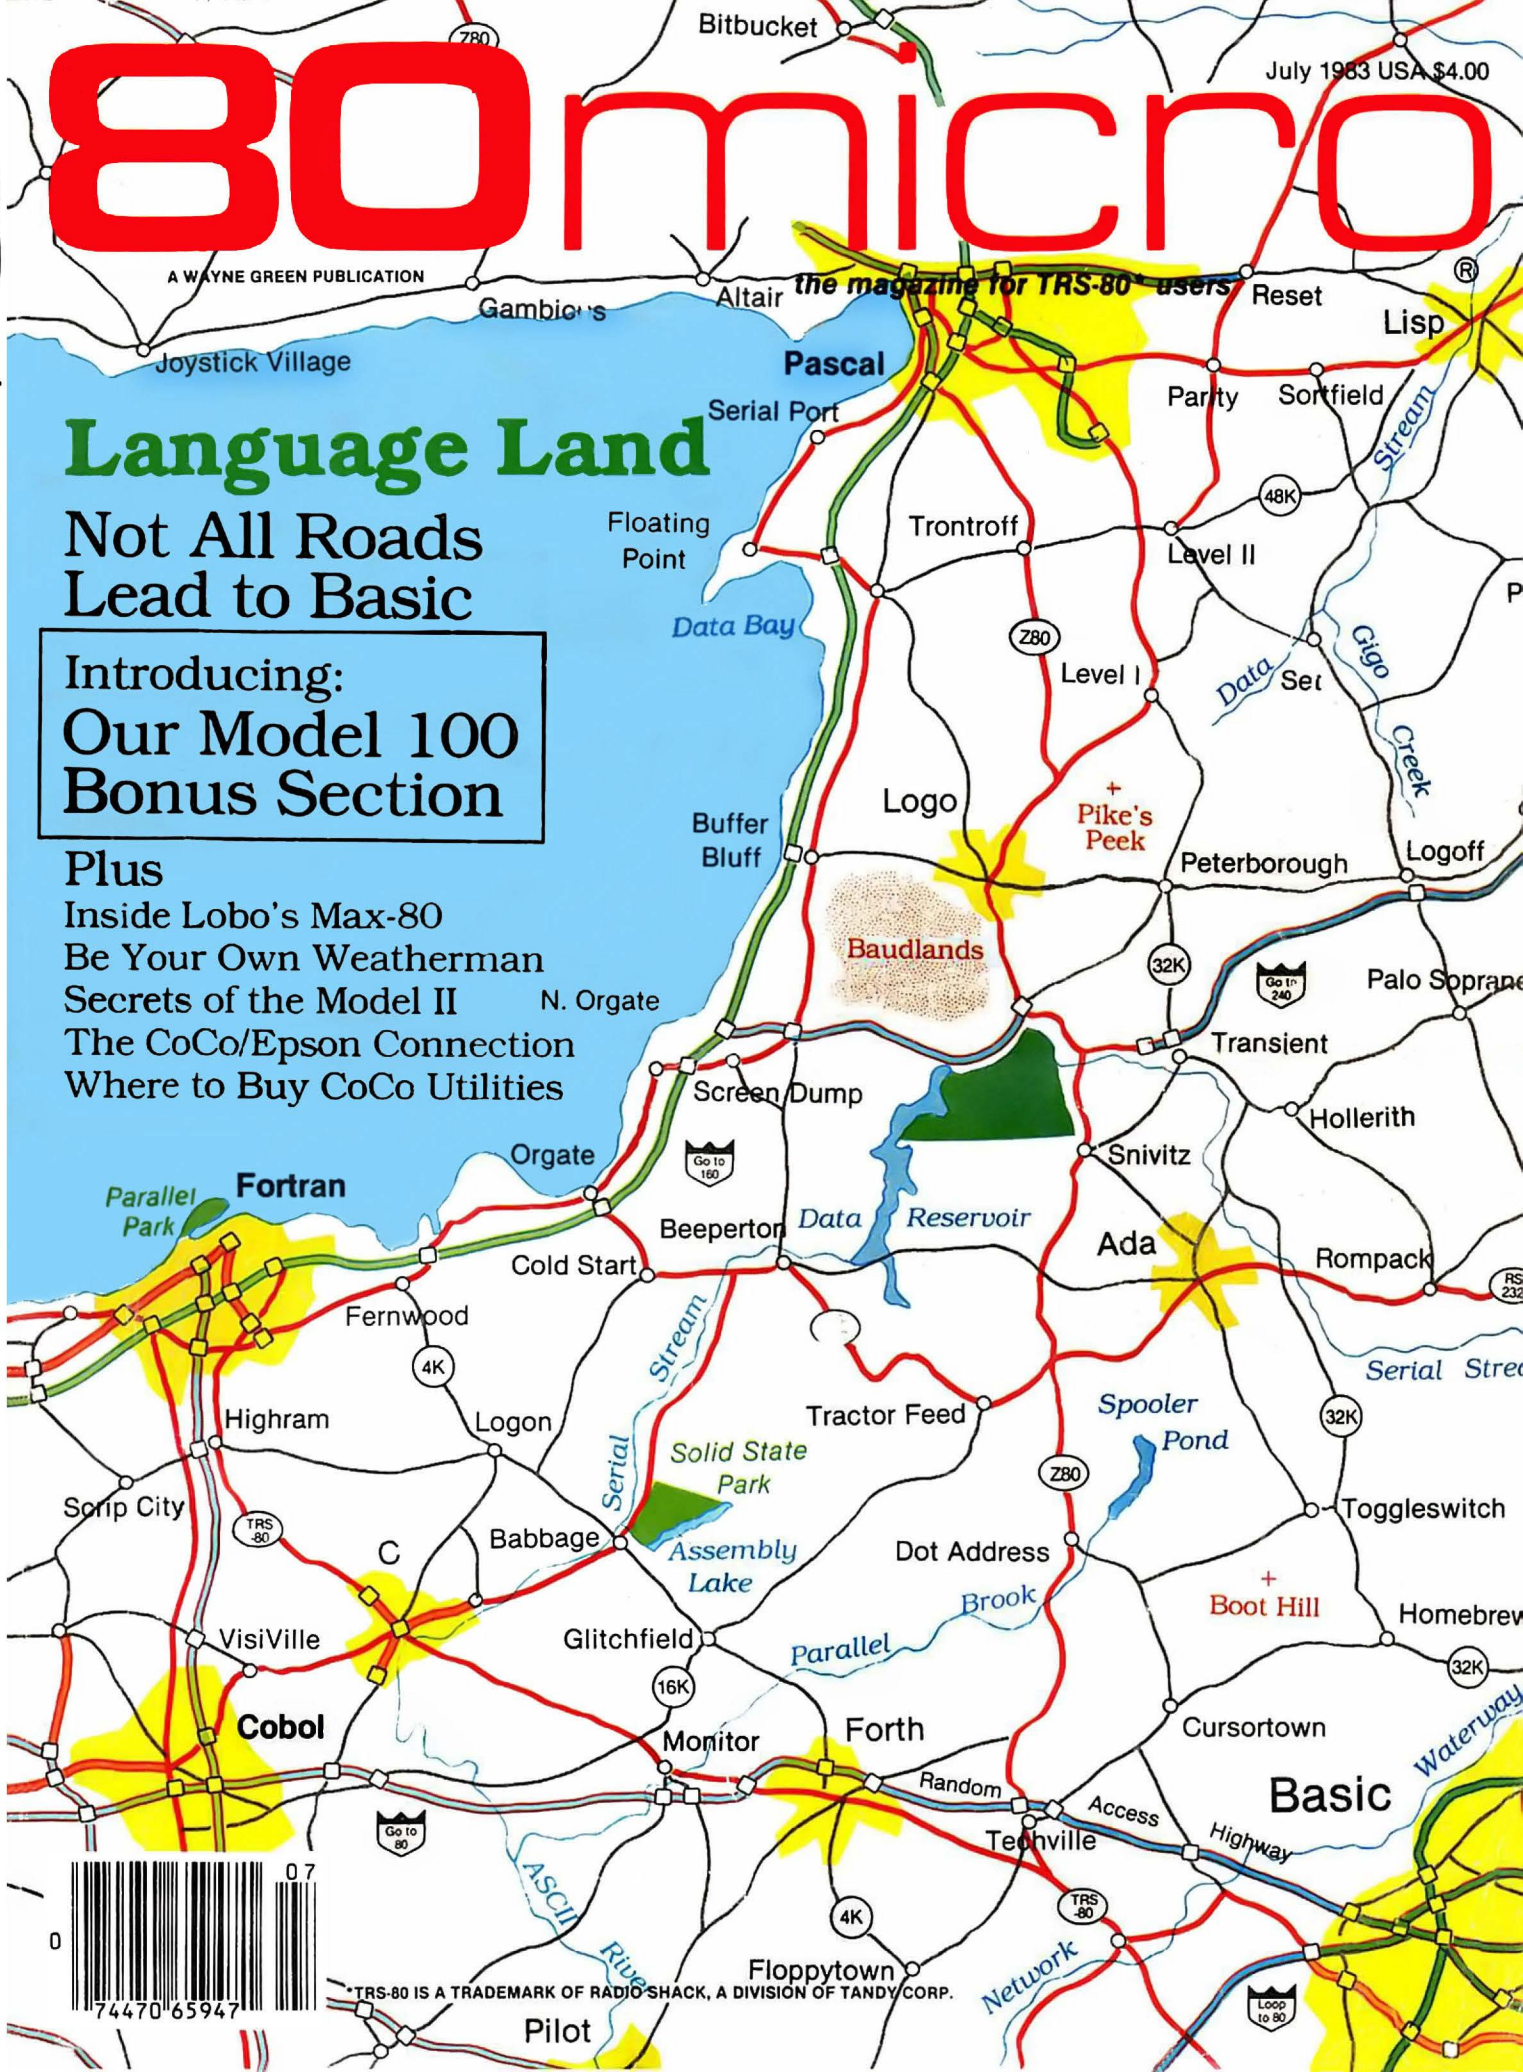 Z80
Bitbucket
July 1983 USA $4.00
80micro
®
A WAYNE GREEN PUBLICATION
the magazine for TRS-80* users
Altair
Reset
Lisp
Joystick Village
Pascal
Parity
Sortfield
Serial Port
Stream
Language Land
48K
Not All Roads
Lead to Basic
Floating
Point
Trontroff
Level II
Data Bay
Z80
Gigo
Creek
Data
Level I
Introducing:
Our Model 100
Bonus Section
Logo
+
Pike's
Peek
Buffer
Bluff
Peterborough
Logoff
Plus
Inside Lobo's Max-80
Be Your Own Weatherman
Secrets of the Model II
The CoCo/Epson Connection
Where to Buy CoCo Utilities
N. Orgate
Baudlands
32K
Go to
240
Palo Soprane
Transient
Screen Dump
Hollerith
Orgate
Go to
160
Snivitz
Parallel
Park
Fortran
Beeperton
Data Reservoir
Ada
Rompack
Cold Start
RS
232
Fernwood
4K
Stream
Serial
Serial Stre
Highram
Logon
Tractor Feed
Spooler
Pond
32K
Solid State
Park
Z80
Scrip City
Toggleswitch
TRS
-80
C
Babbage
Assembly
Lake
Dot Address
+
Boot Hill
Brook
Parallel
Homebrew
VisiVille
Glitchfield
32K
16K
Cobol
Monitor
Forth
Cursortown
Waterway
Random
Access
Highway
Basic
Go to
80
Techville
07
0
74470 65947
ASCII
River
TRS
-80
4K
Floppytown
Network
*TRS-80 IS A TRADEMARK OF RADIO SHACK, A DIVISION OF TANDY CORP.
Loop
to 80
Pilot